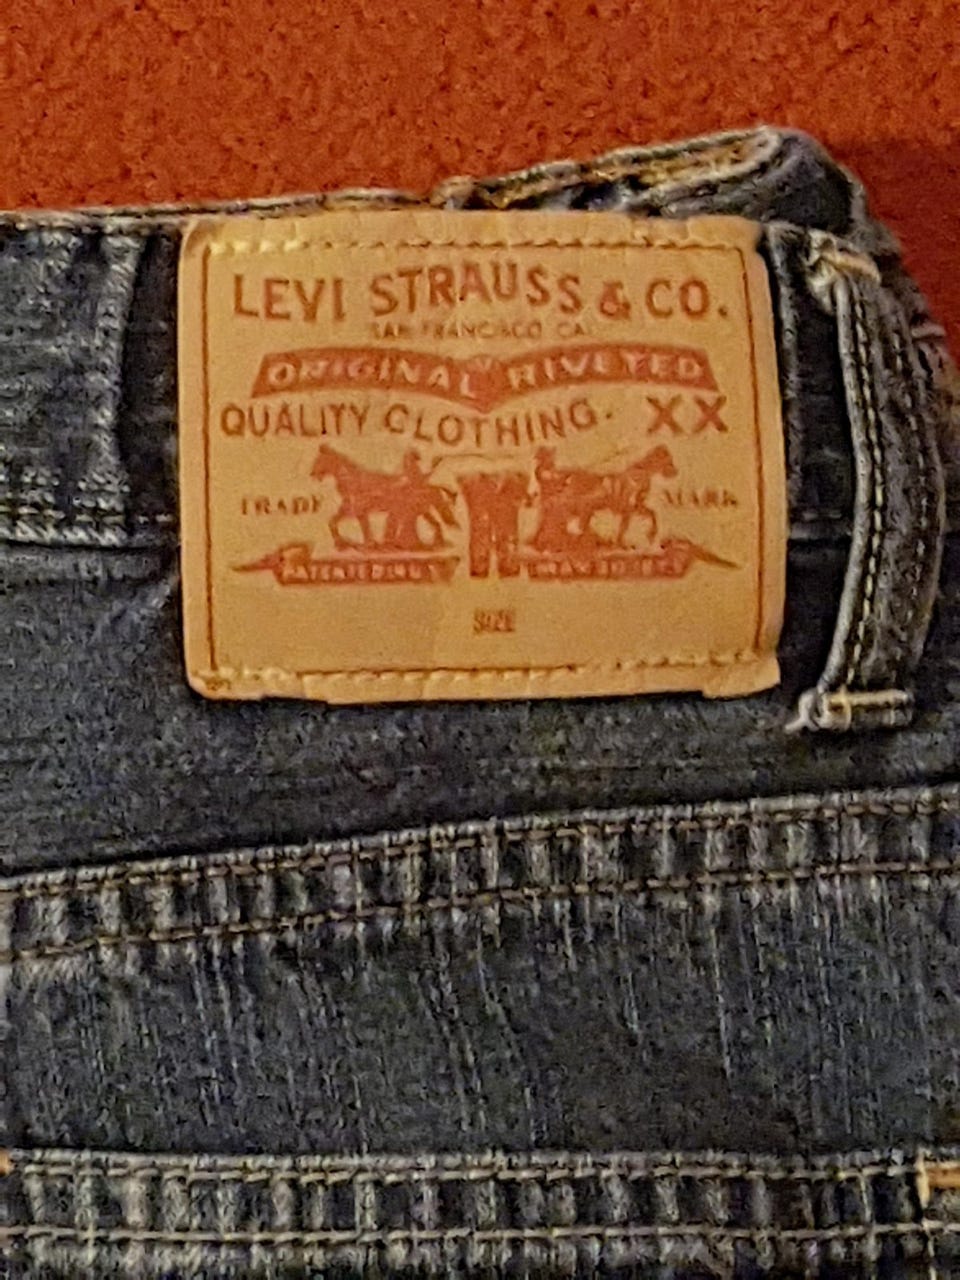 LEVI STRAUSS & CO.
SAN FRANCISCO CAL
ORIGINAL RIVETED
QUALITY CLOTHING. XX
TRADE MARK
SIZE